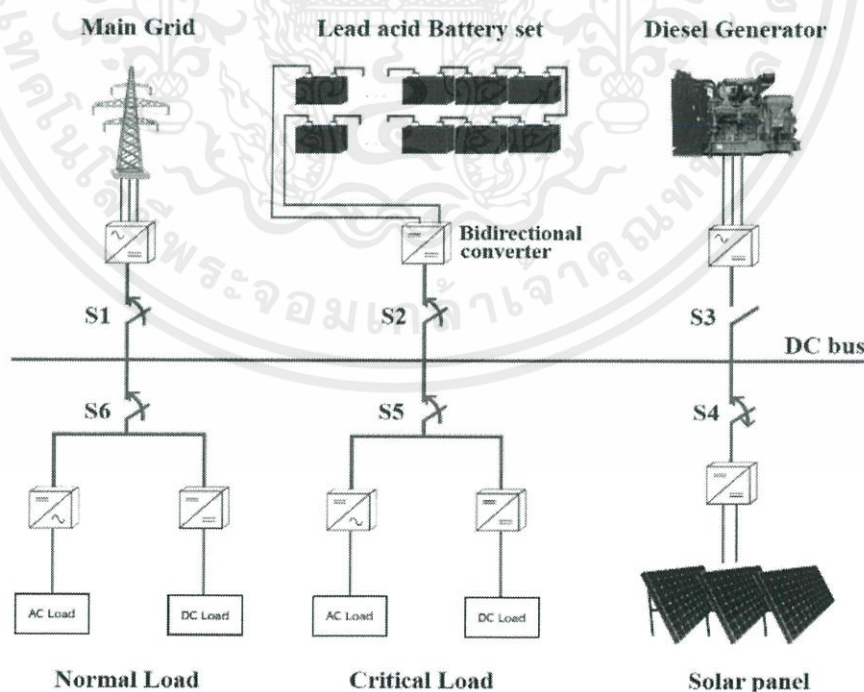 Main Grid
Lead acid Battery set
Diesel Generator
Bidirectional
converter
S1
S2
S3
DC bus
S6
S5
S4
AC Load
DC Load
AC Load
DC Load
Normal Load
Critical Load
Solar panel